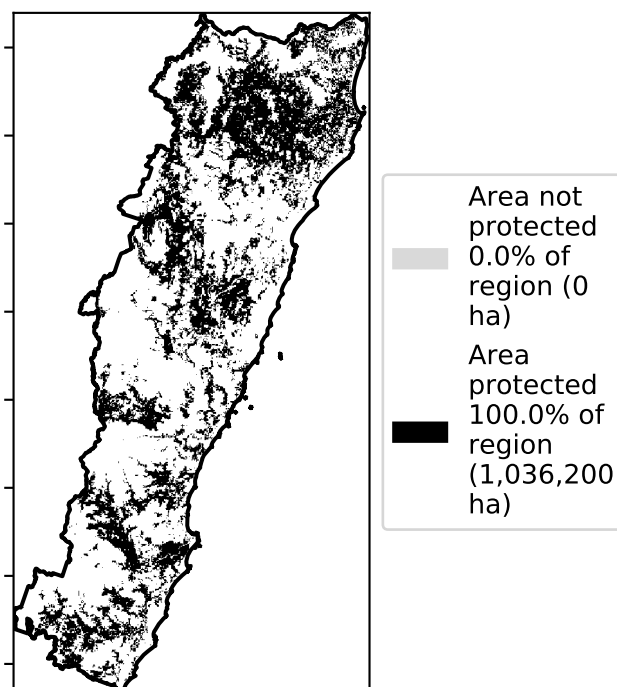 Area not
protected
0.0% of
region (0
ha)
Area
protected
100.0% of
region
(1,036,200
ha)